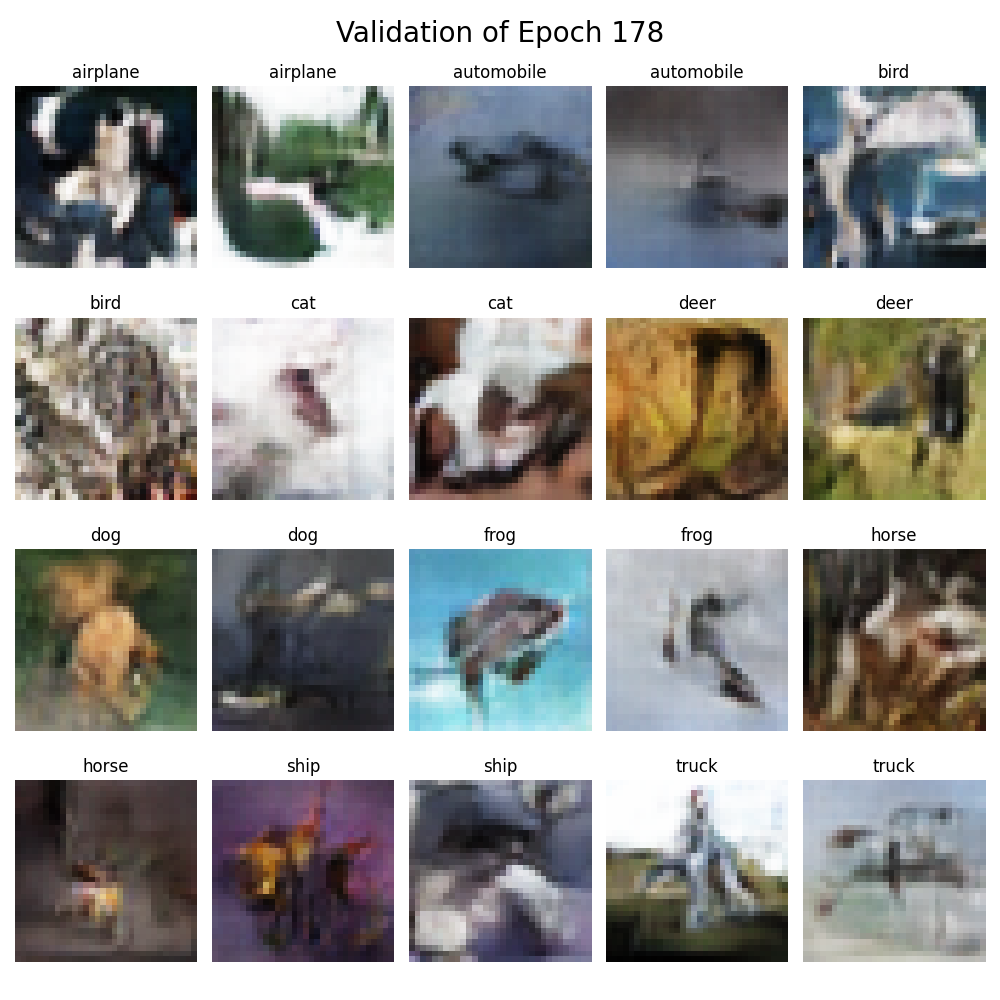 Validation of Epoch 178
airplane airplane automobile automobile bird
bird cat cat deer deer
dog dog frog frog horse
horse ship ship truck truck